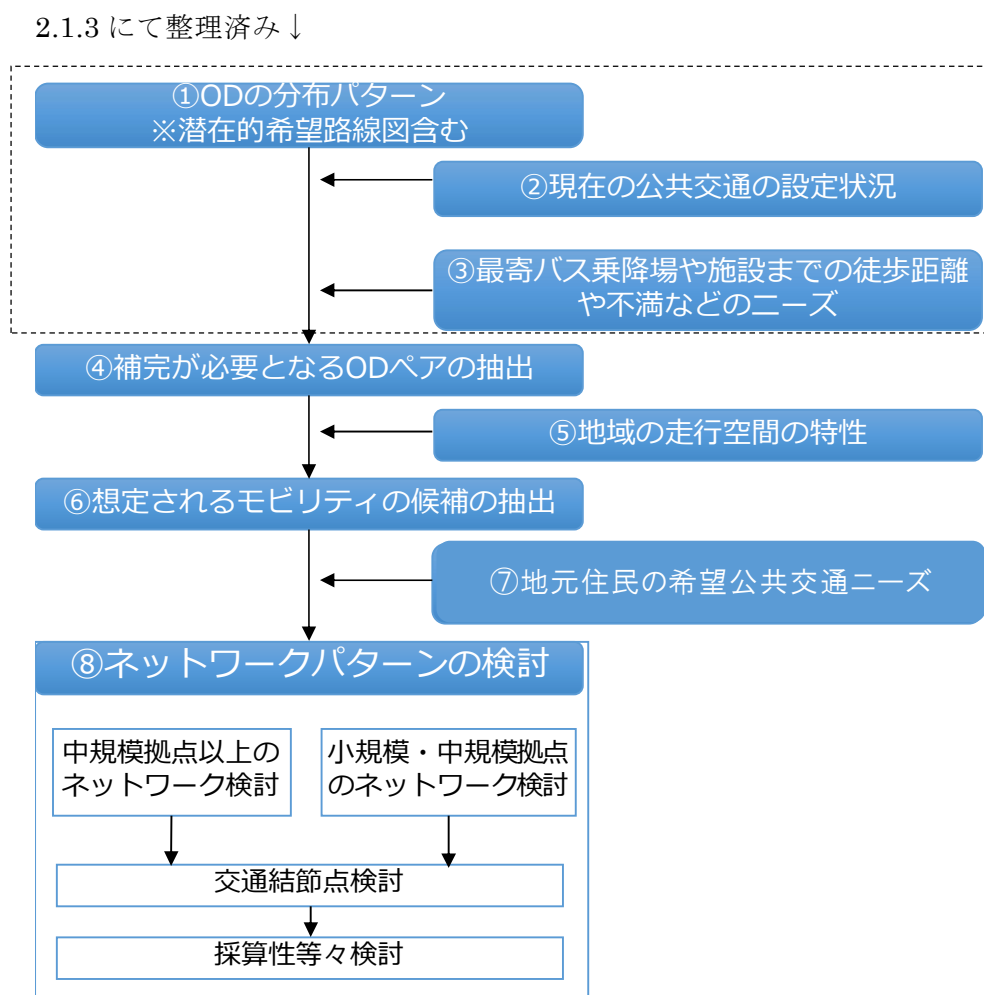 2.1.3 にて整理済み↓
①ODの分布パターン
※潜在的希望路線図含む
②現在の公共交通の設定状況
③最寄バス乗降場や施設までの徒歩距離
や不満などのニーズ
④補完が必要となるODペアの抽出
⑤地域の走行空間の特性
⑥想定されるモビリティの候補の抽出
⑦地元住民の希望公共交通ニーズ
⑧ネットワークパターンの検討
中規模拠点以上の
ネットワーク検討
小規模・中規模拠点
のネットワーク検討
交通結節点検討
採算性等々検討